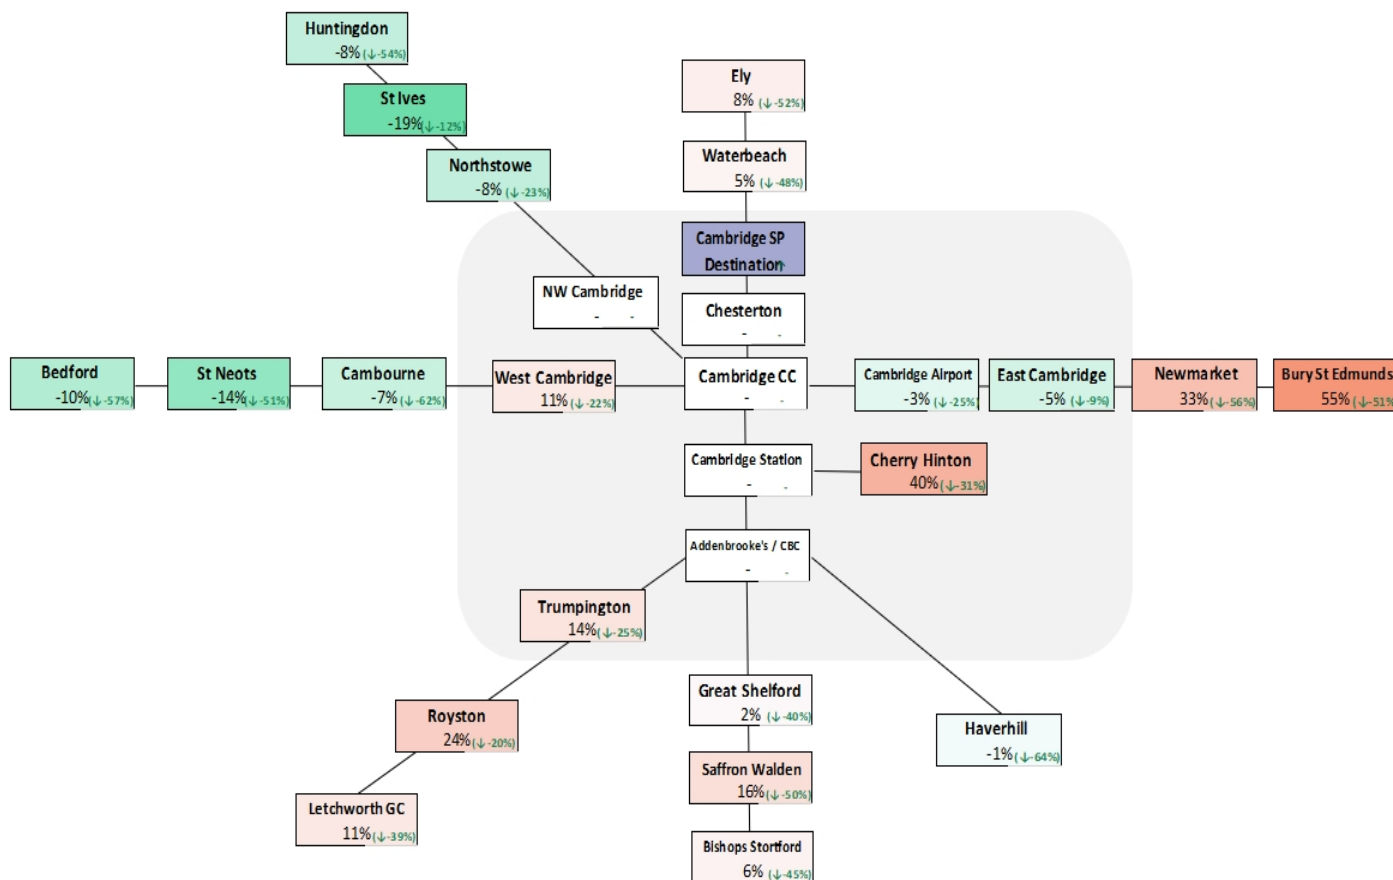 Huntingdon
-8% (↓-54%)
St Ives
-19%(↓-12%)
Northstowe
-8% (↓-23%)
Ely
8% (↓-52%)
Waterbeach
5% (↓-48%)
Cambridge SP
Destination↑
NW Cambridge
- -
Chesterton
- -
Bedford
-10%(↓-57%)
St Neots
-14%(↓-51%)
Cambourne
-7% (↓-62%)
West Cambridge
11% (↓-22%)
Cambridge CC
- -
Cambridge Airport
-3% (↓-25%)
East Cambridge
-5% (↓-9%)
Newmarket
33%(↓-56%)
Bury St Edmunds
55% (↓-51%
Cambridge Station
- -
Cherry Hinton
40%(↓-31%)
Addenbrooke's / CBC
- -
Trumpington
14%(↓-25%)
Great Shelford
2% (↓-40%)
Royston
24%(↓-20%)
Haverhill
-1%(↓-64%)
Saffron Walden
16%(↓-50%)
Letchworth GC
11% (↓-39%)
Bishops Stortford
6% (↓-45%)